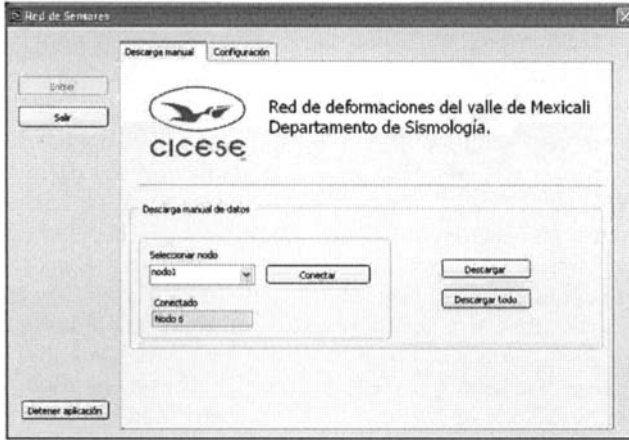 Red de Sensores
Descarga manual
Configuración
Entrar
Salir
CICESE
Red de deformaciones del valle de Mexicali
Departamento de Sismología.
Descarga manual de datos
Seleccionar nodo
nodo1
Conectar
Conectado
Nodo 6
Descargar
Descargar todo
Detener aplicación